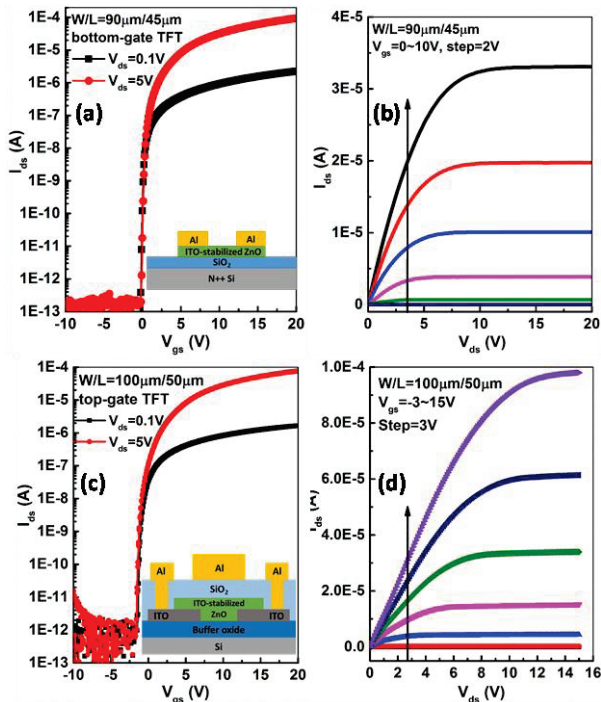 W/L=90μm/45μm
bottom-gate TFT
V_ds=0.1V
V_ds=5V
(a)
1E-4
1E-5
1E-6
1E-7
1E-8
1E-9
1E-10
1E-11
1E-12
1E-13
I_ds (A)
Al
Al
ITO-stabilized ZnO
SiO₂
N++ Si
-10 -5 0 5 10 15 20
V_gs (V)
W/L=90μm/45μm
V_gs=0~10V, step=2V
(b)
3E-5
2E-5
1E-5
0
I_ds (A)
0 5 10 15 20
V_ds (V)
W/L=100μm/50μm
top-gate TFT
V_ds=0.1V
V_ds=5V
(c)
1E-4
1E-5
1E-6
1E-7
1E-8
1E-9
1E-10
1E-11
1E-12
1E-13
I_ds (A)
Al
Al
Al
SiO₂
ITO-stabilized
ITO
ZnO
ITO
Buffer oxide
Si
-10 -5 0 5 10 15 20
V_gs (V)
W/L=100μm/50μm
V_gs=-3~15V
Step=3V
(d)
1.0E-4
8.0E-5
6.0E-5
4.0E-5
2.0E-5
0.0
I_ds (A)
0 2 4 6 8 10 12 14 16
V_ds (V)